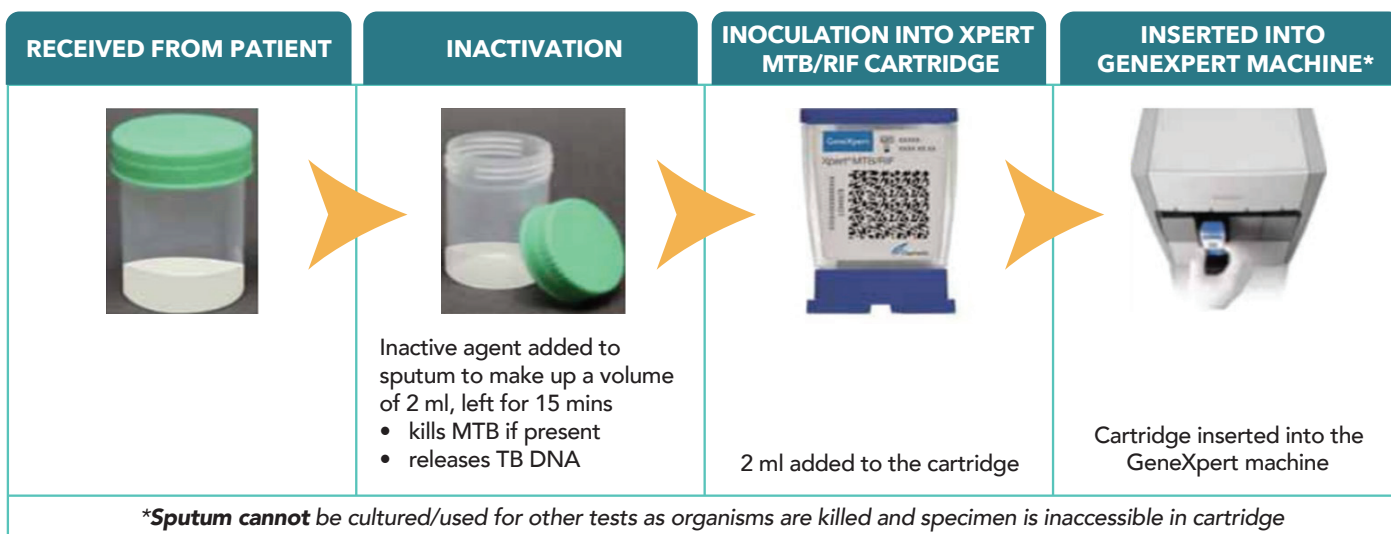 RECEIVED FROM PATIENT
INACTIVATION
INOCULATION INTO XPERT
MTB/RIF CARTRIDGE
INSERTED INTO
GENEXPERT MACHINE*
GeneXpert
Xpert® MTB/RIF
Inactive agent added to
sputum to make up a volume
of 2 ml, left for 15 mins
• kills MTB if present
• releases TB DNA
2 ml added to the cartridge
Cartridge inserted into the
GeneXpert machine
*Sputum cannot be cultured/used for other tests as organisms are killed and specimen is inaccessible in cartridge